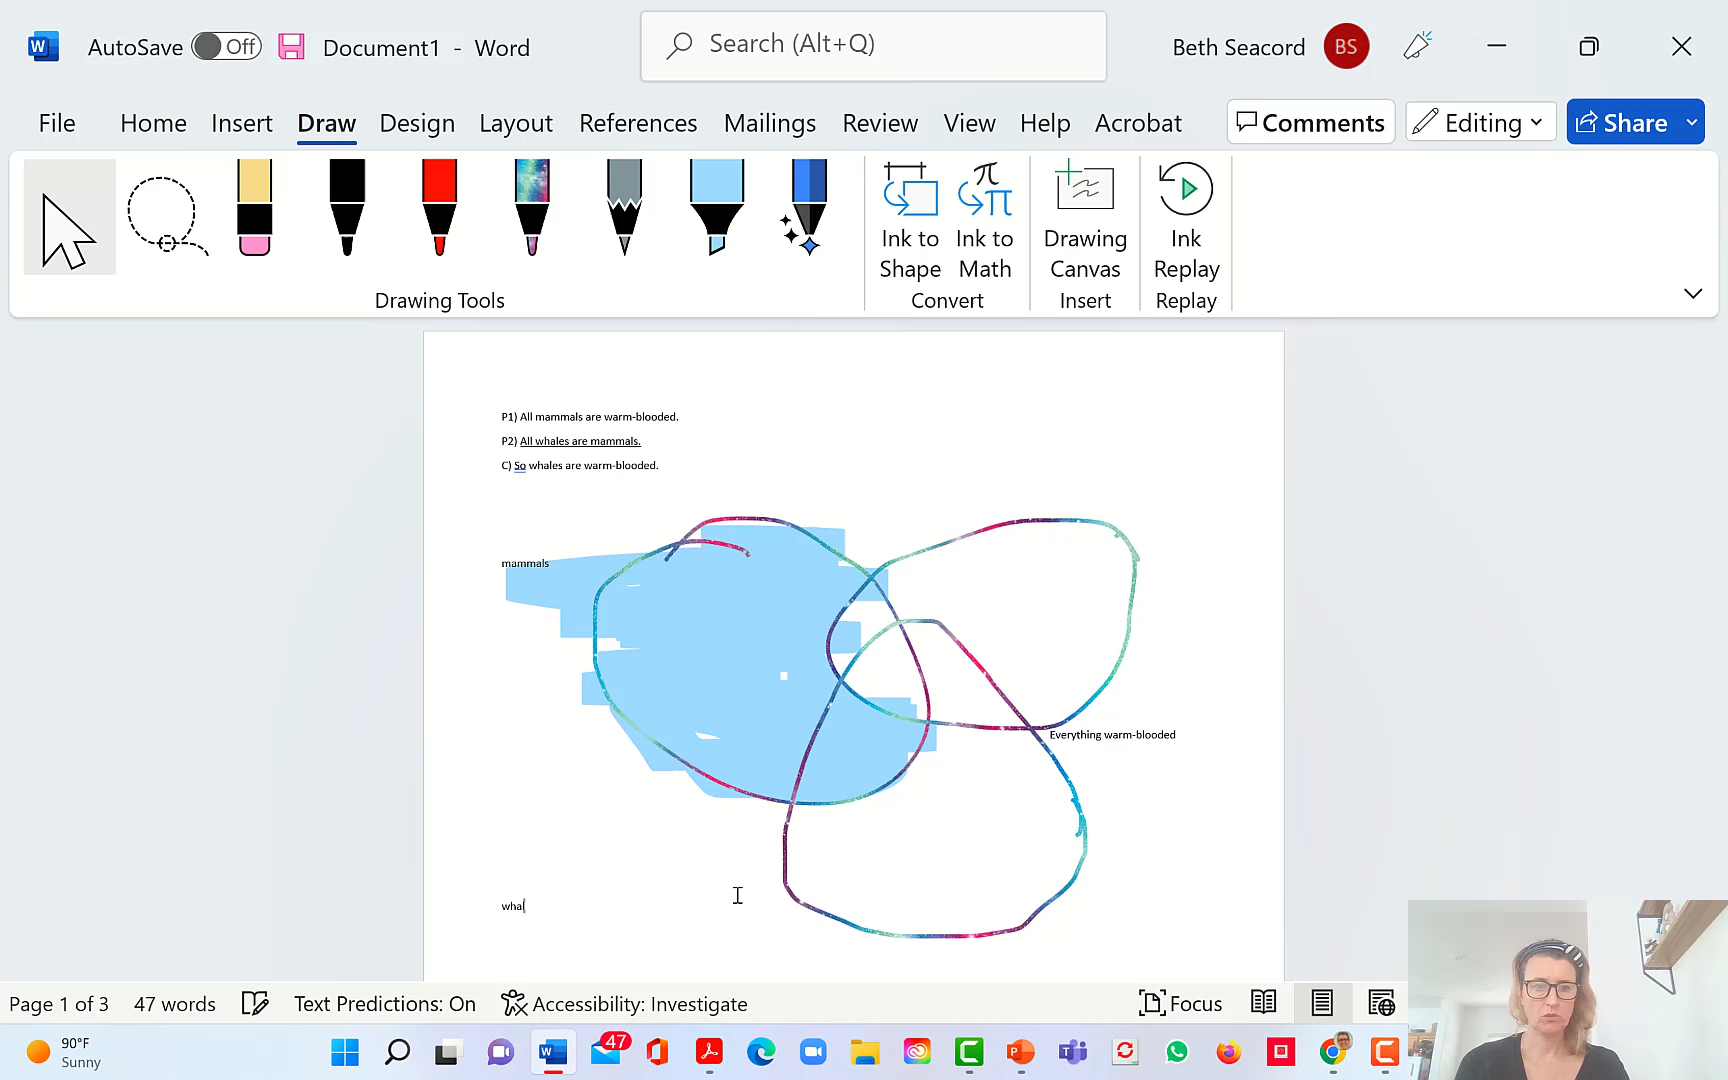 AutoSave Off Document1 - Word
Search (Alt+Q)
Beth Seacord BS
File Home Insert Draw Design Layout References Mailings Review View Help Acrobat
Comments Editing Share
Ink to Shape
Ink to Math
Drawing Canvas
Ink Replay
Drawing Tools Convert Insert Replay
P1) All mammals are warm-blooded.
P2) All whales are mammals.
C) So whales are warm-blooded.
mammals
Everything warm-blooded
whal
Page 1 of 3 47 words Text Predictions: On Accessibility: Investigate Focus
90°F
Sunny
47